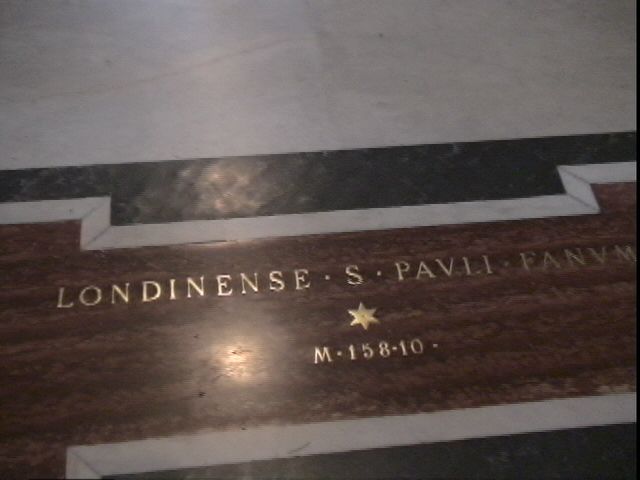 LONDINENSE · S · PAVLI · FANVM
M · 158 · 10 ·